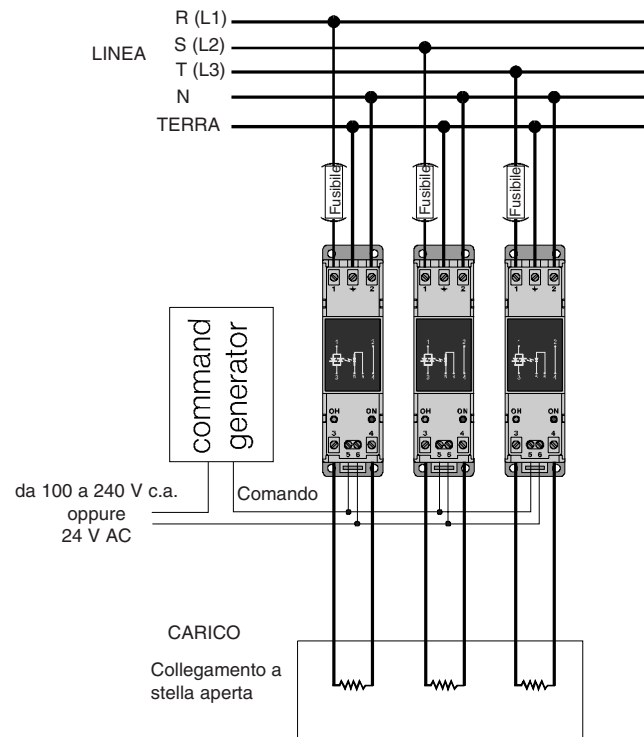 R (L1)
S (L2)
LINEA
T (L3)
N
TERRA
Fusibile
Fusibile
Fusibile
1 2
1 2
1 2
command
generator
OH ON
OH ON
OH ON
3 4
3 4
3 4
5 6
5 6
5 6
da 100 a 240 V c.a.
oppure
24 V AC
Comando
CARICO
Collegamento a
stella aperta